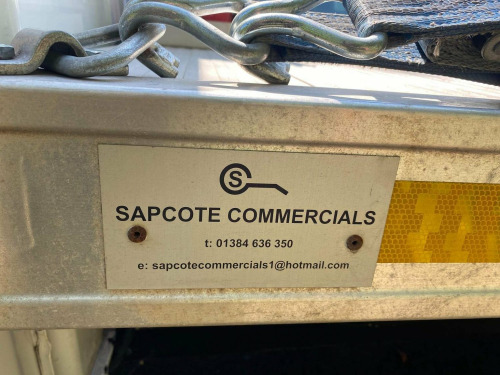 S
SAPCOTE COMMERCIALS
t: 01384 636 350
e: sapcotecommercials1@hotmail.com